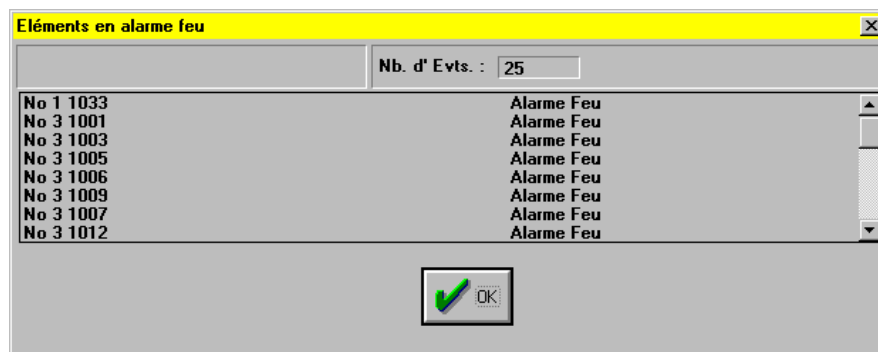 Eléments en alarme feu
Nb. d' Evts. : 25
No 1 1033 Alarme Feu
No 3 1001 Alarme Feu
No 3 1003 Alarme Feu
No 3 1005 Alarme Feu
No 3 1006 Alarme Feu
No 3 1009 Alarme Feu
No 3 1007 Alarme Feu
No 3 1012 Alarme Feu
OK